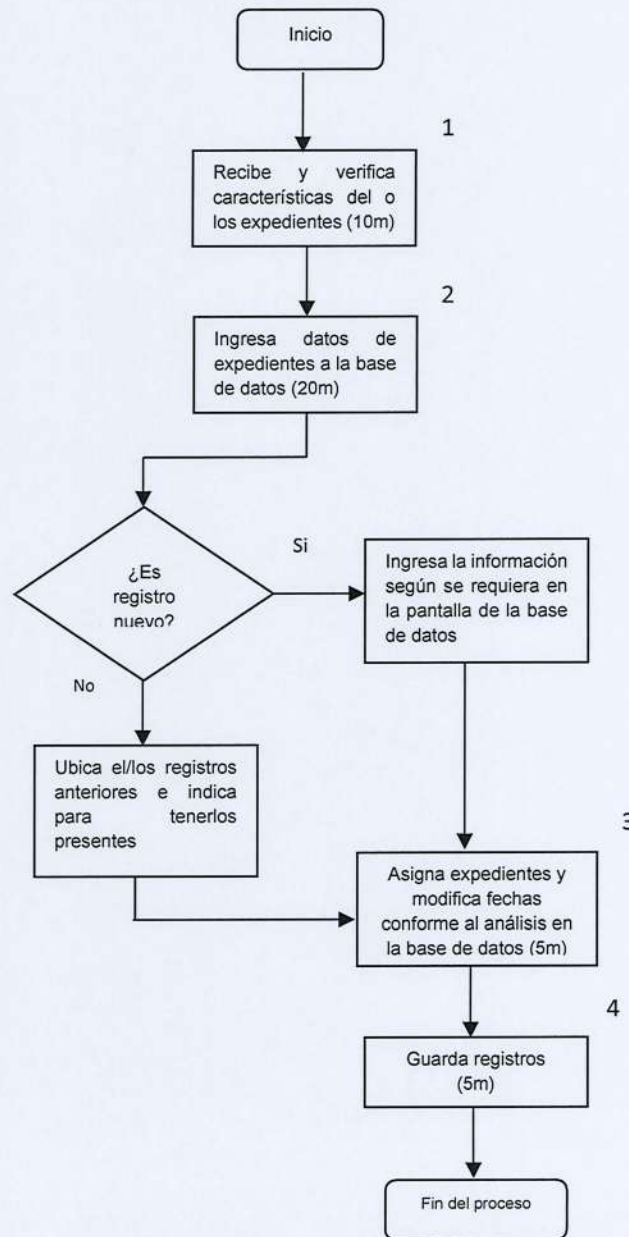 Inicio
1
Recibe y verifica
características del o
los expedientes (10m)
2
Ingresa datos de
expedientes a la base
de datos (20m)
¿Es
registro
nuevo?
Si
Ingresa la información
según se requiera en
la pantalla de la base
de datos
No
Ubica el/los registros
anteriores e indica
para tenerlos
presentes
3
Asigna expedientes y
modifica fechas
conforme al análisis en
la base de datos (5m)
4
Guarda registros
(5m)
Fin del proceso